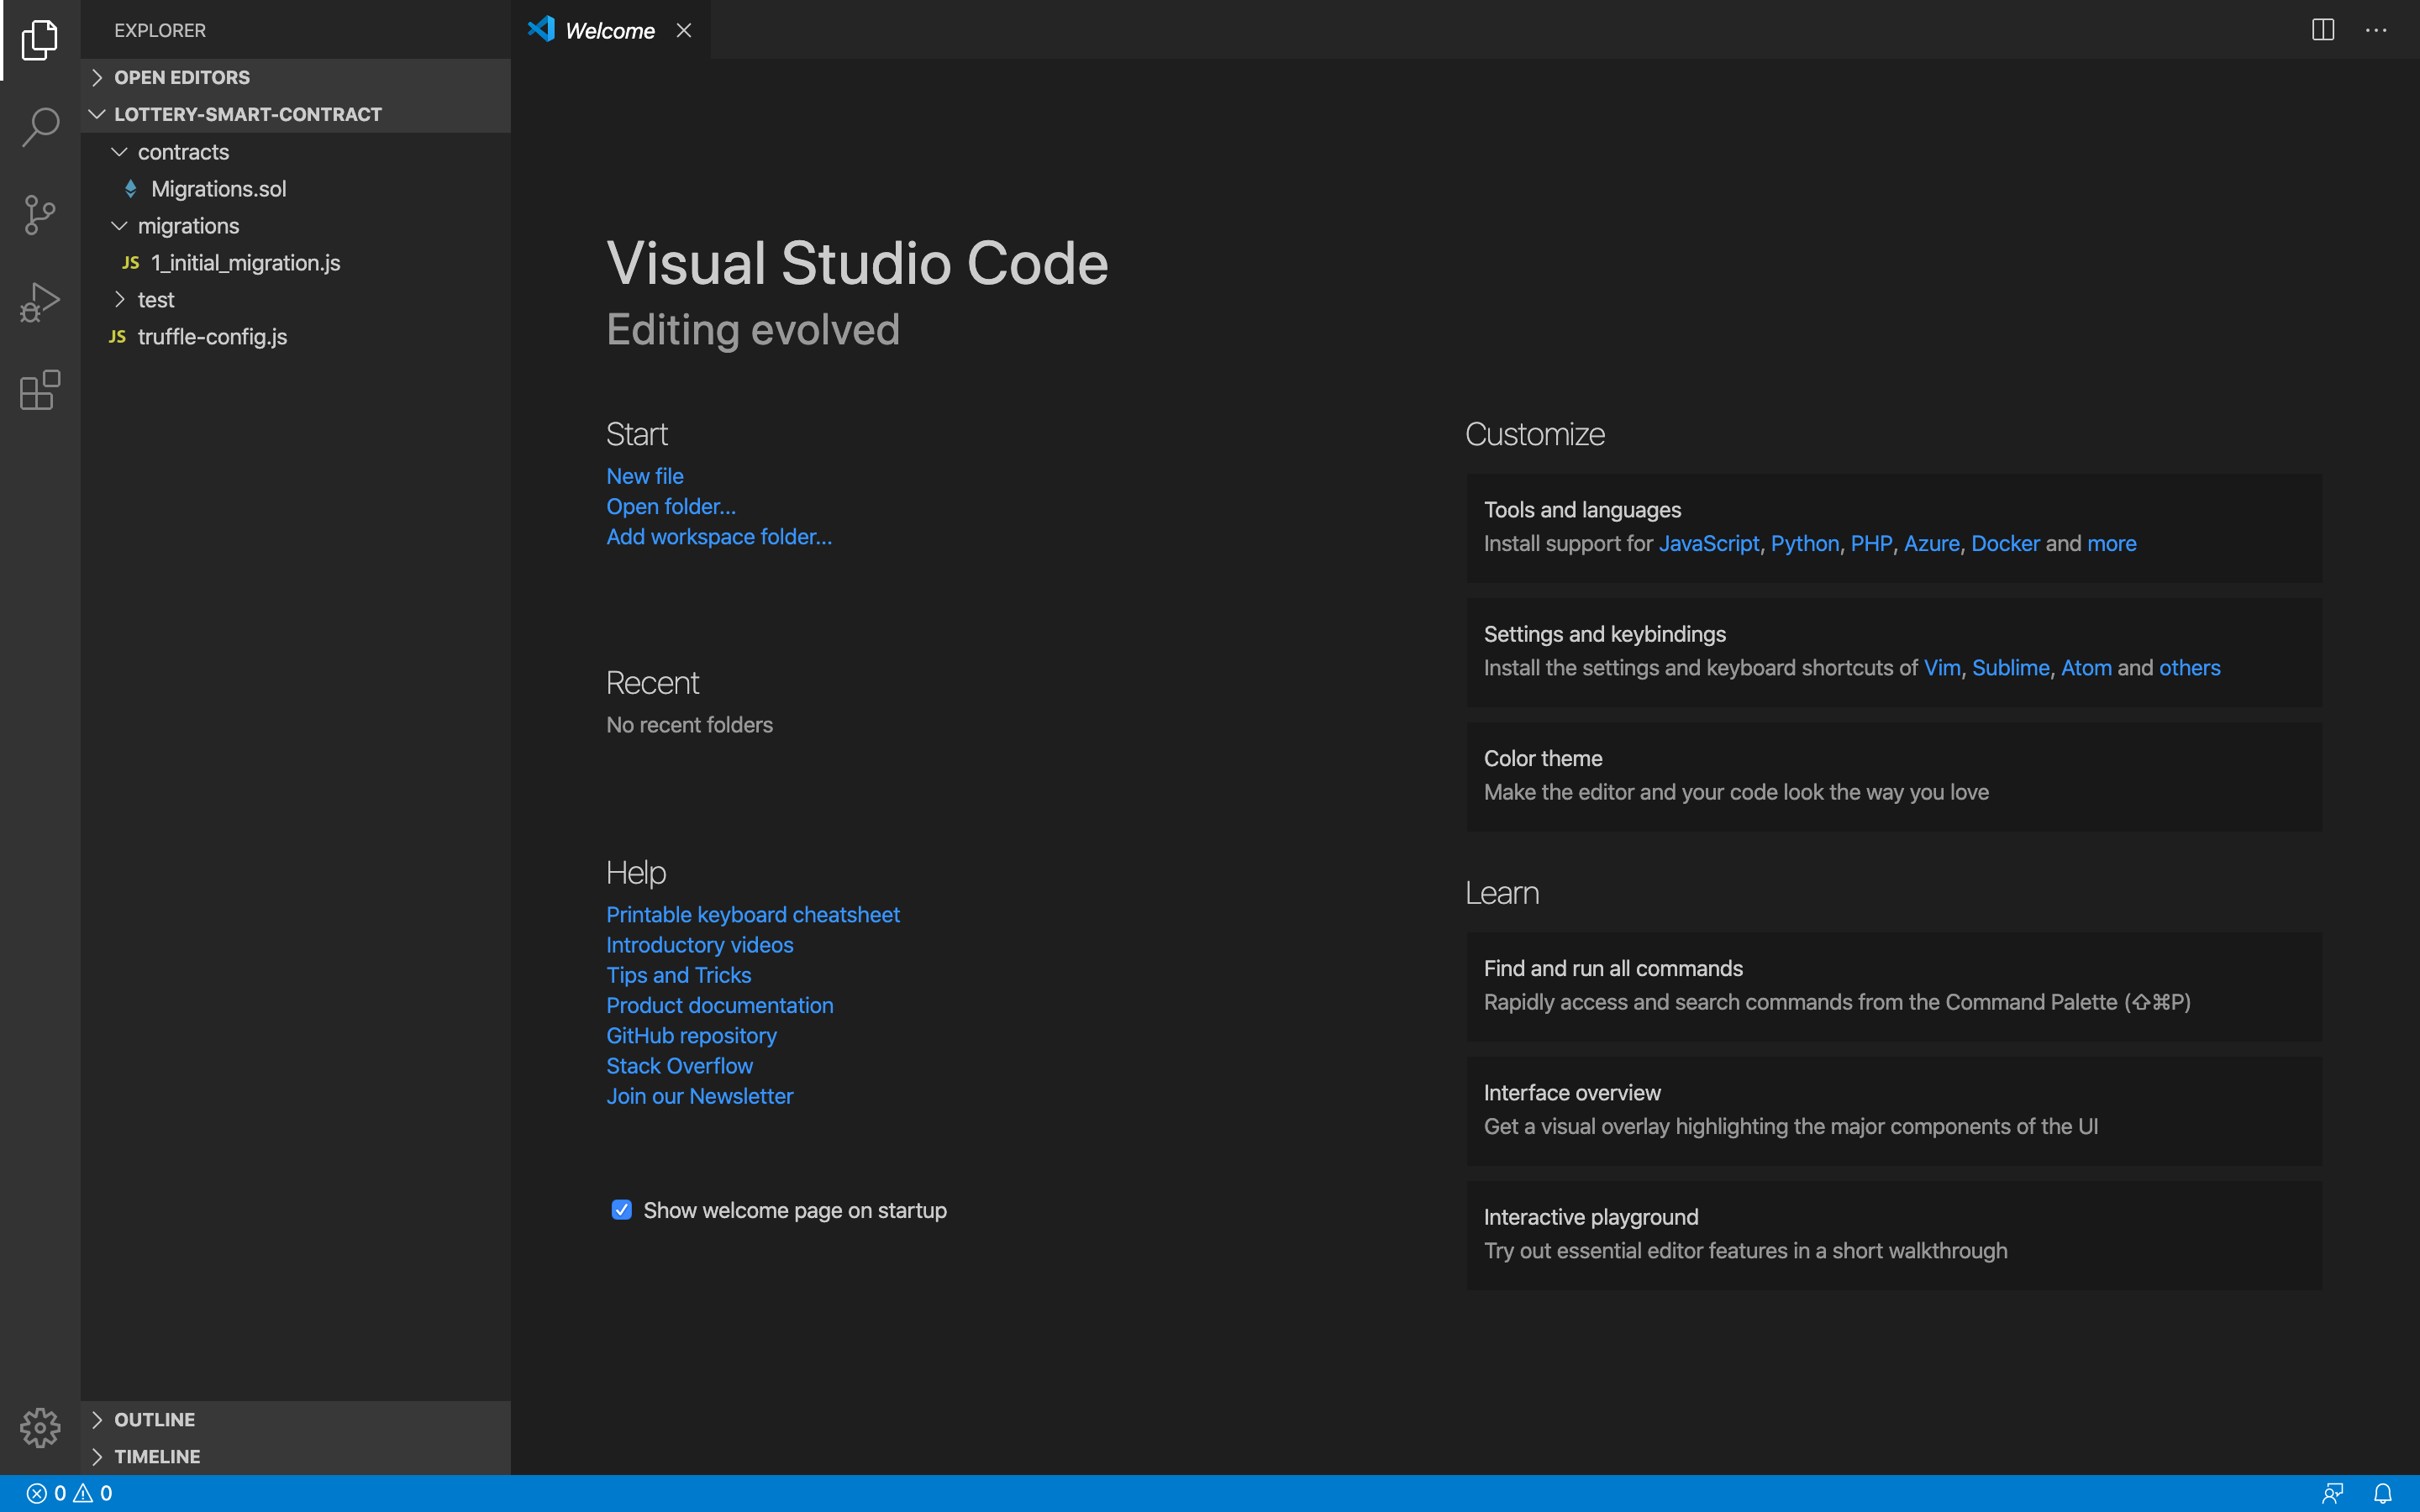 EXPLORER
OPEN EDITORS
LOTTERY-SMART-CONTRACT
contracts
Migrations.sol
migrations
JS 1_initial_migration.js
test
JS truffle-config.js
OUTLINE
TIMELINE
Welcome
Visual Studio Code
Editing evolved
Start
New file
Open folder...
Add workspace folder...
Recent
No recent folders
Help
Printable keyboard cheatsheet
Introductory videos
Tips and Tricks
Product documentation
GitHub repository
Stack Overflow
Join our Newsletter
Show welcome page on startup
Customize
Tools and languages
Install support for JavaScript, Python, PHP, Azure, Docker and more
Settings and keybindings
Install the settings and keyboard shortcuts of Vim, Sublime, Atom and others
Color theme
Make the editor and your code look the way you love
Learn
Find and run all commands
Rapidly access and search commands from the Command Palette (⇧⌘P)
Interface overview
Get a visual overlay highlighting the major components of the UI
Interactive playground
Try out essential editor features in a short walkthrough
0 0